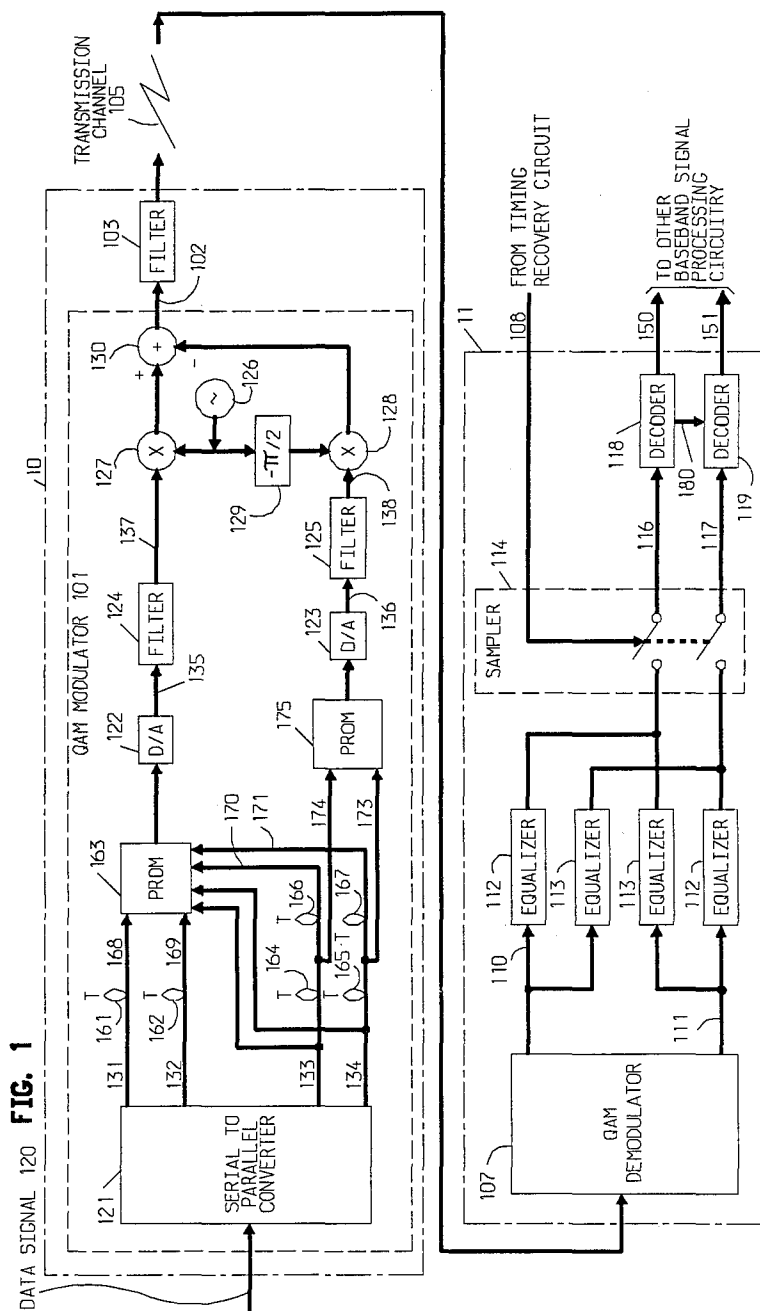 FIG. 1
DATA SIGNAL 120
10
QAM MODULATOR 101
121
SERIAL TO
PARALLEL
CONVERTER
131
132
133
134
T
161
T
162
168
169
163
PROM
T
164
T
165
T
166
167
170
171
174
173
122
D/A
135
124
FILTER
137
127
X
126
~
-π/2
129
X
128
138
175
PROM
123
D/A
136
125
FILTER
130
+
+
-
102
103
FILTER
TRANSMISSION
CHANNEL
105
11
107
QAM
DEMODULATOR
110
111
112
EQUALIZER
113
EQUALIZER
113
EQUALIZER
112
EQUALIZER
SAMPLER
114
108
FROM TIMING
RECOVERY CIRCUIT
116
117
118
DECODER
180
DECODER
119
150
151
TO OTHER
BASEBAND SIGNAL
PROCESSING
CIRCUITRY